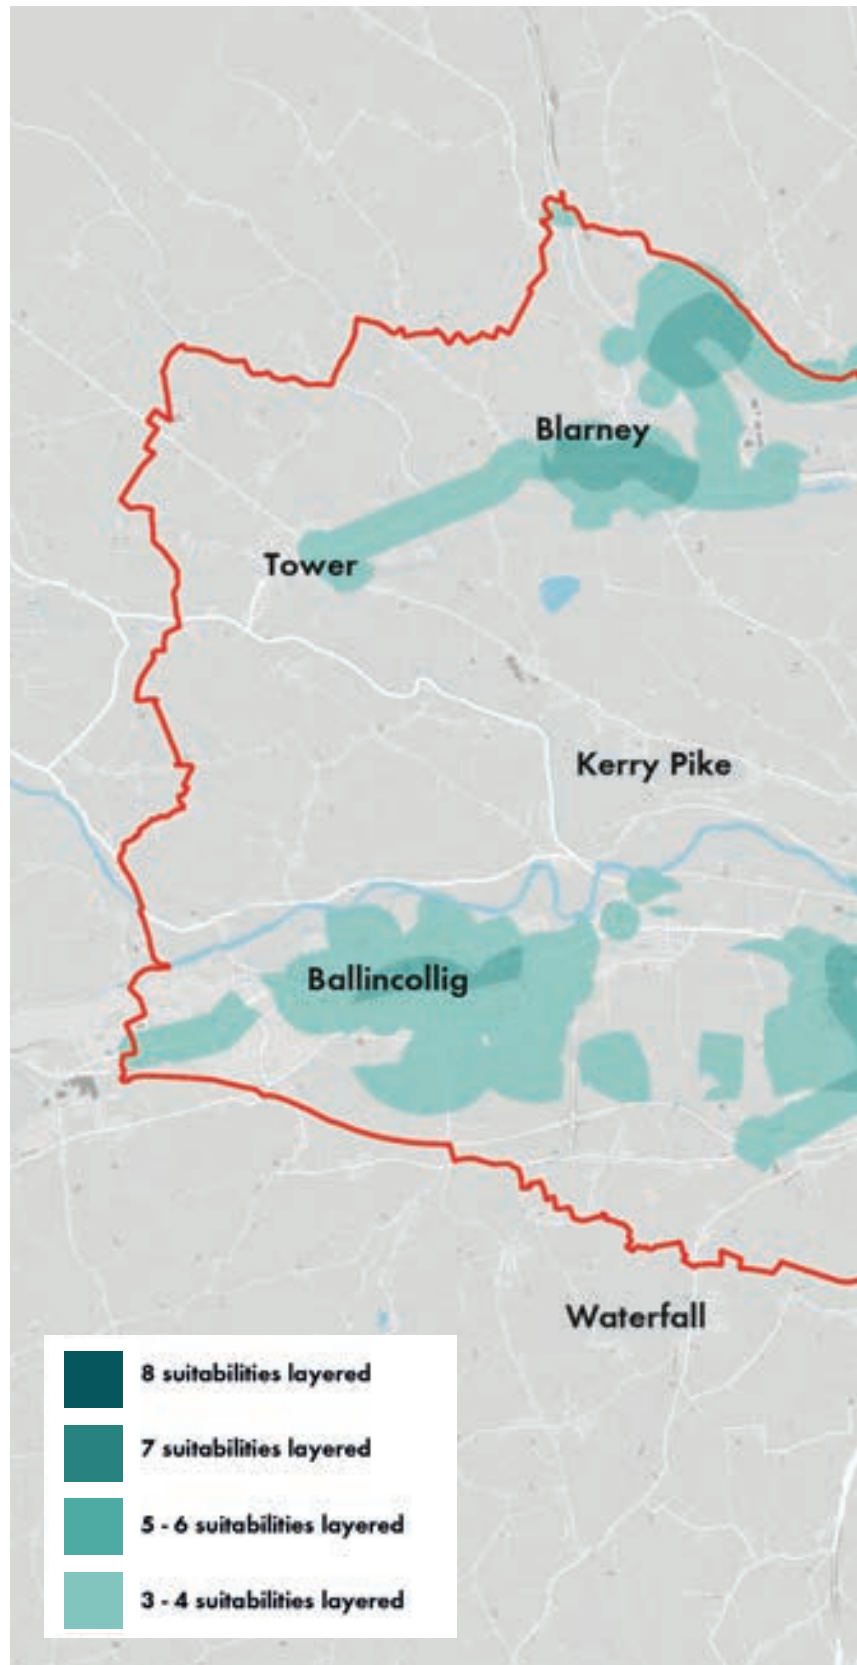 Blarney
Tower
Kerry Pike
Ballincollig
Waterfall
8 suitabilities layered
7 suitabilities layered
5 - 6 suitabilities layered
3 - 4 suitabilities layered